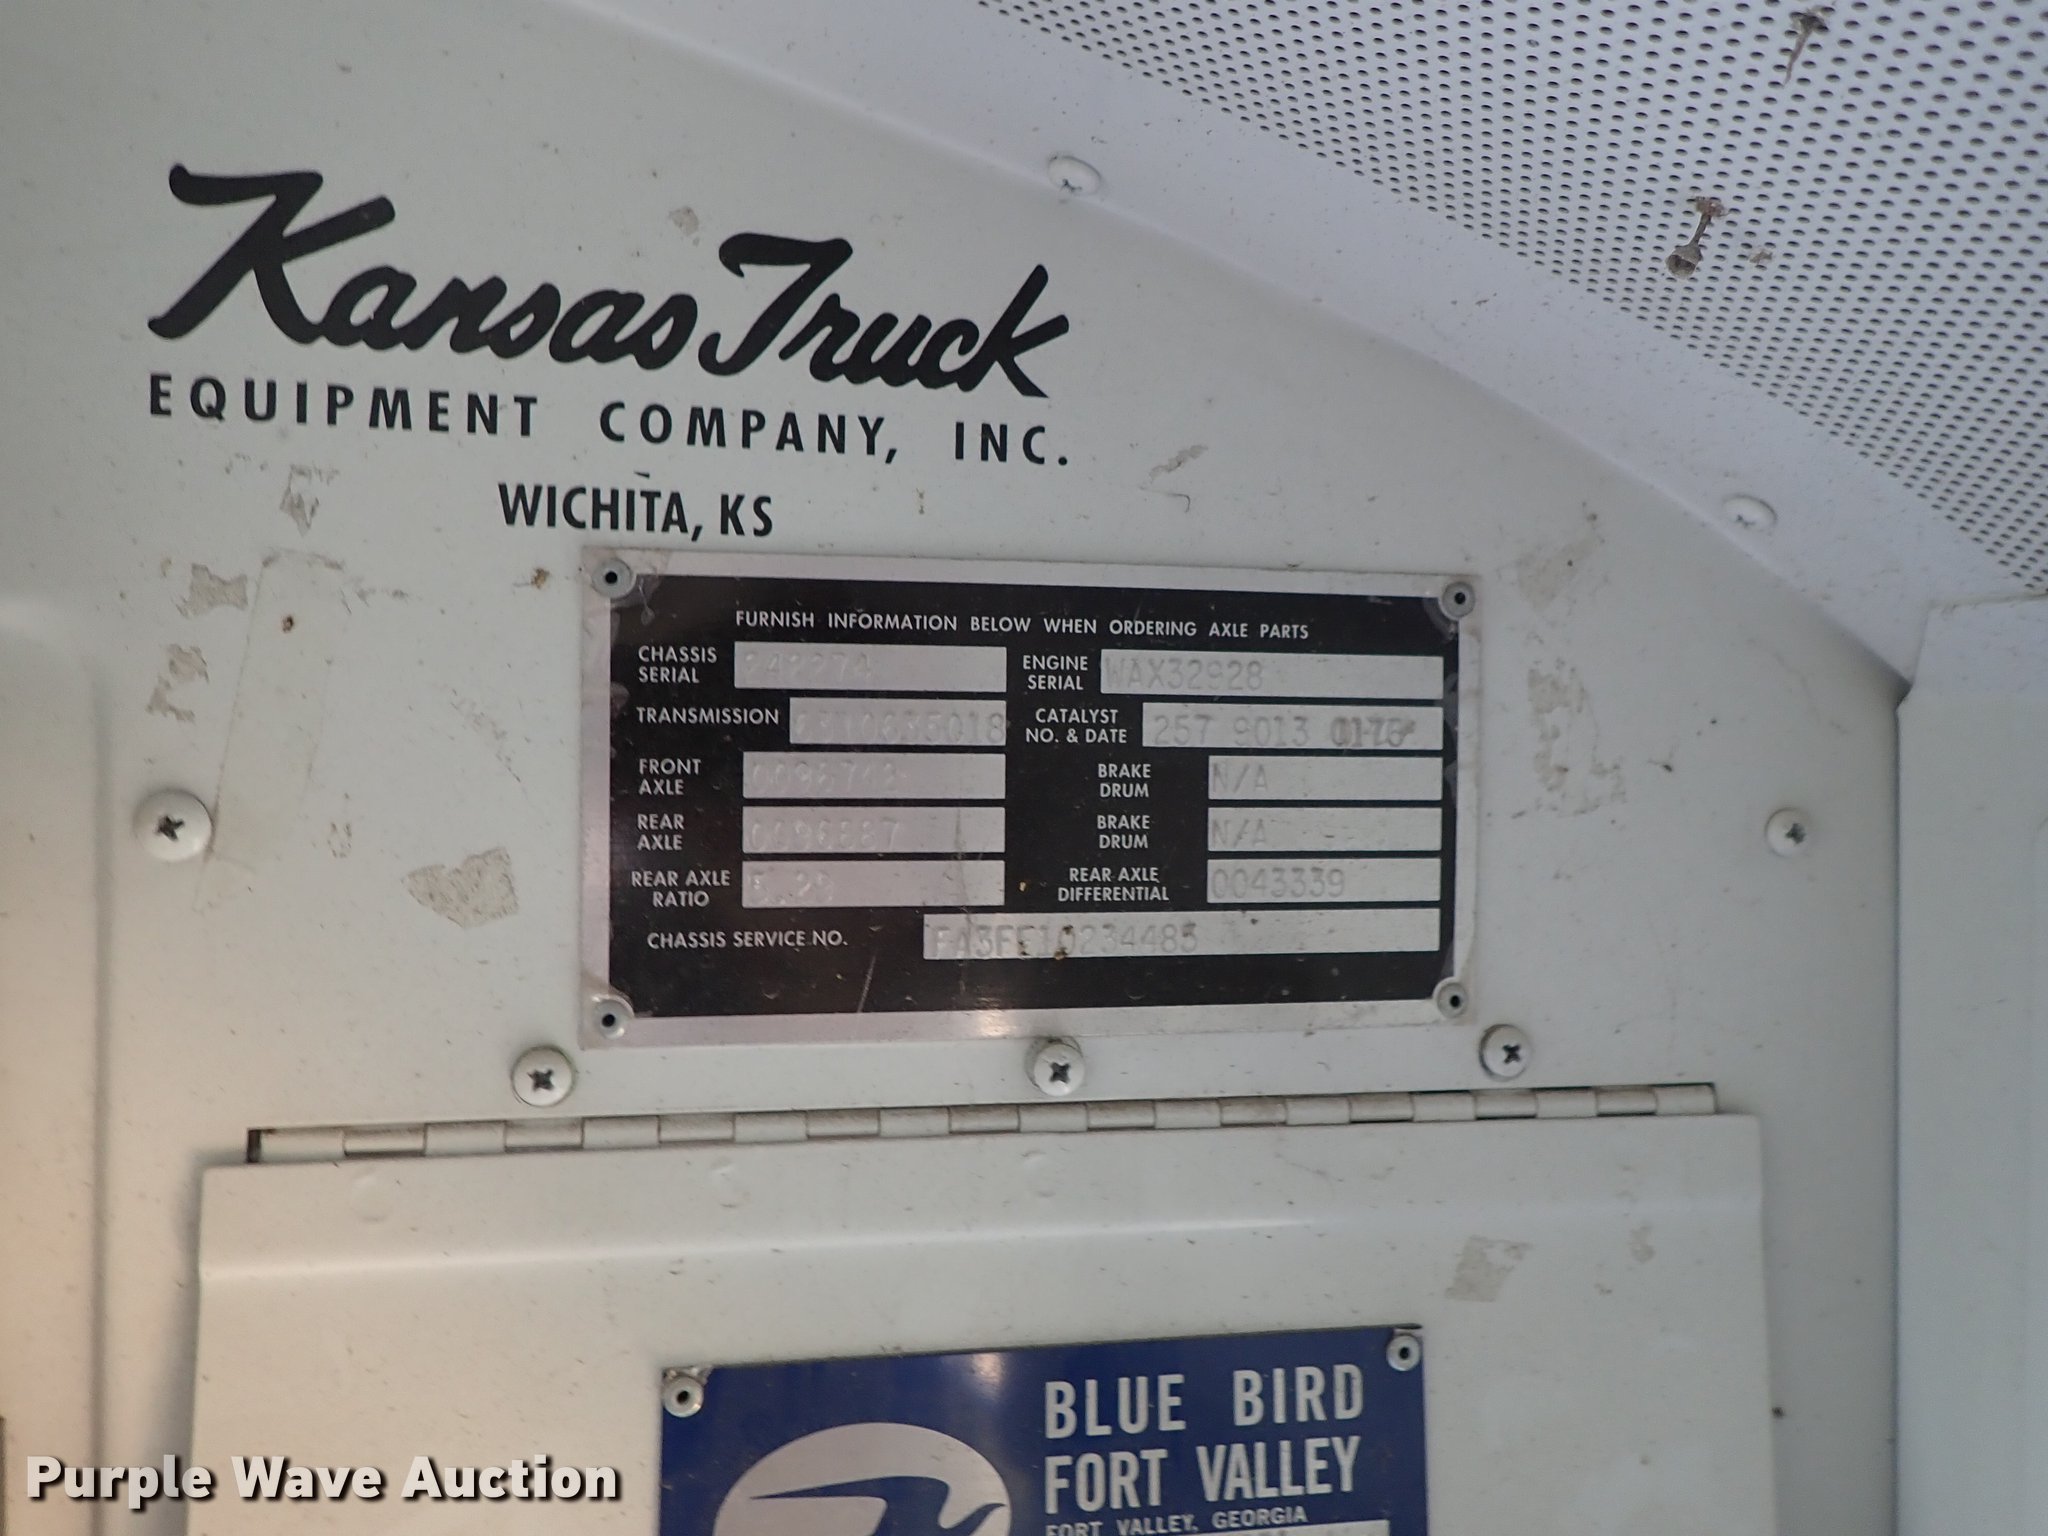 Kansas Truck
EQUIPMENT COMPANY, INC.
WICHITA, KS
FURNISH INFORMATION BELOW WHEN ORDERING AXLE PARTS
CHASSIS SERIAL 242274
ENGINE SERIAL WAX32928
TRANSMISSION
CATALYST NO. & DATE 257 9013
FRONT AXLE
BRAKE DRUM N/A
REAR AXLE
BRAKE DRUM N/A
REAR AXLE RATIO
REAR AXLE DIFFERENTIAL 0043339
CHASSIS SERVICE NO.
BLUE BIRD
FORT VALLEY
FORT VALLEY, GEORGIA
Purple Wave Auction